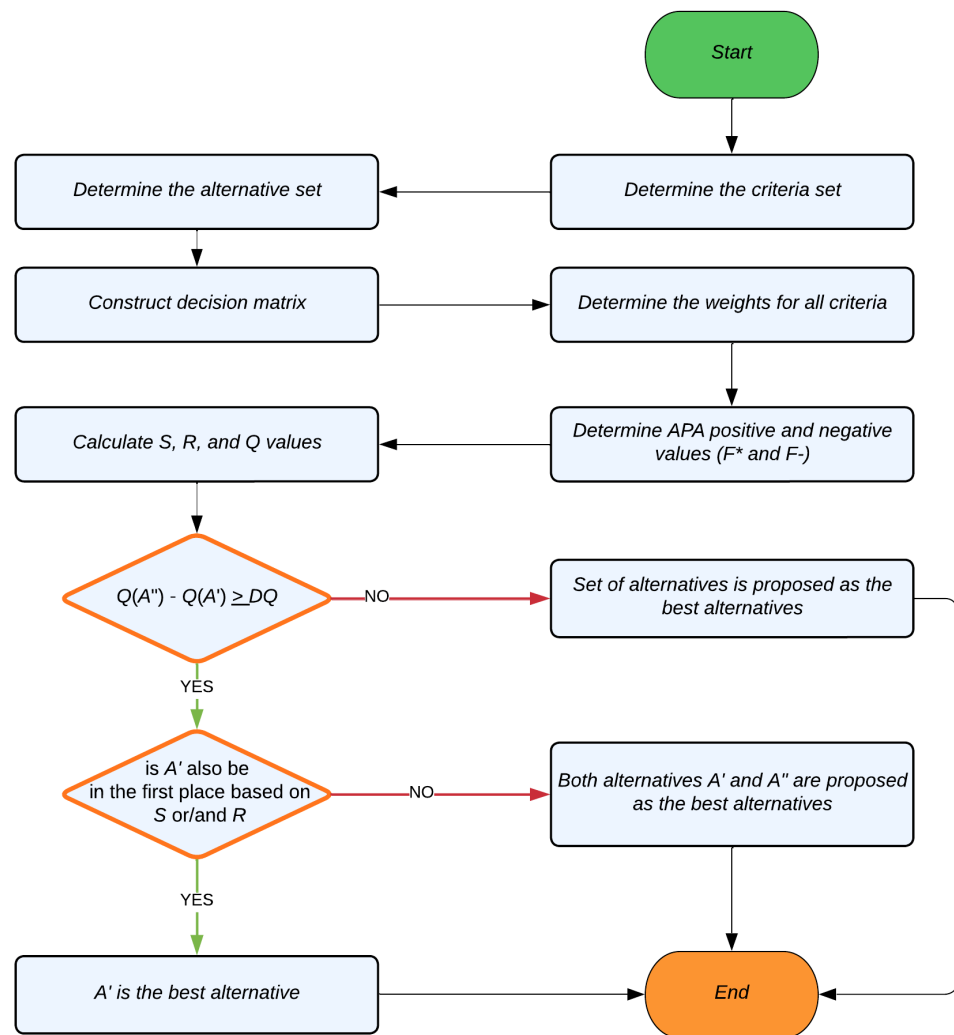 Start
Determine the criteria set
Determine the alternative set
Construct decision matrix
Determine the weights for all criteria
Determine APA positive and negative
values (F* and F-)
Calculate S, R, and Q values
Q(A") - Q(A') ≥ DQ
NO
Set of alternatives is proposed as the
best alternatives
YES
is A' also be
in the first place based on
S or/and R
NO
Both alternatives A' and A" are proposed
as the best alternatives
YES
A' is the best alternative
End